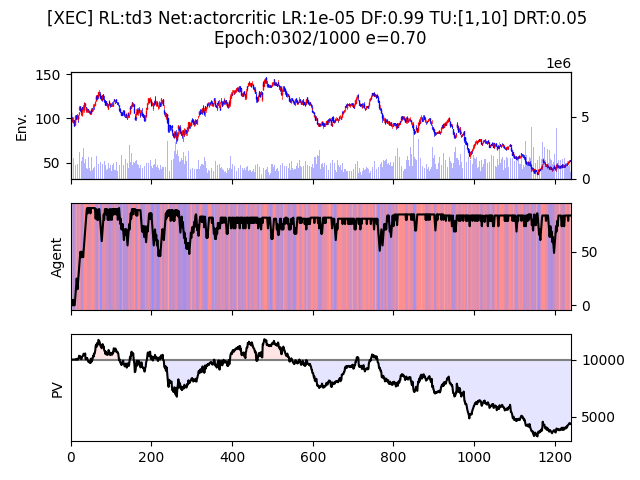 [XEC] RL:td3 Net:actorcritic LR:1e-05 DF:0.99 TU:[1,10] DRT:0.05
Epoch:0302/1000 e=0.70
1e6
150
100
50
Env.
5
0
Agent
50
0
PV
10000
5000
0 200 400 600 800 1000 1200